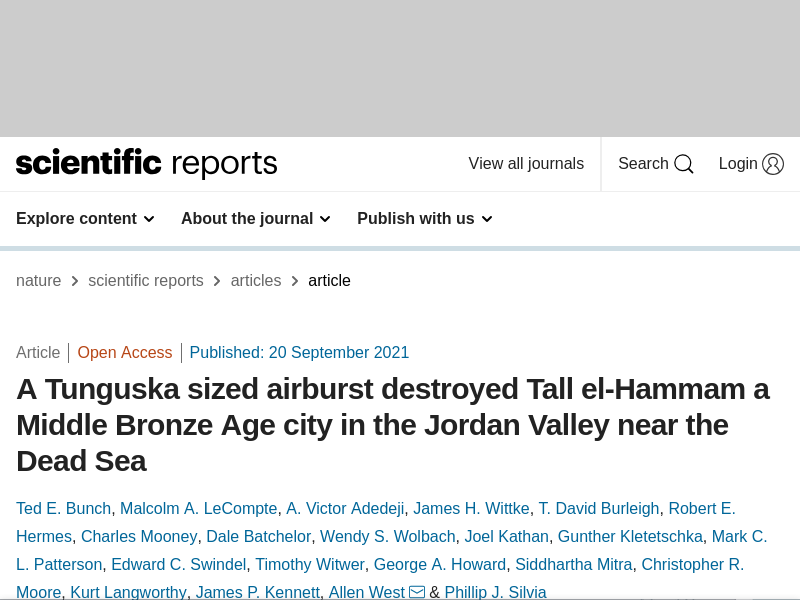 scientific reports
View all journals
Search
Login
Explore content
About the journal
Publish with us
nature > scientific reports > articles > article
Article | Open Access | Published: 20 September 2021
A Tunguska sized airburst destroyed Tall el-Hammam a
Middle Bronze Age city in the Jordan Valley near the
Dead Sea
Ted E. Bunch, Malcolm A. LeCompte, A. Victor Adedeji, James H. Wittke, T. David Burleigh, Robert E.
Hermes, Charles Mooney, Dale Batchelor, Wendy S. Wolbach, Joel Kathan, Gunther Kletetschka, Mark C.
L. Patterson, Edward C. Swindel, Timothy Witwer, George A. Howard, Siddhartha Mitra, Christopher R.
Moore, Kurt Langworthy, James P. Kennett, Allen West & Phillip J. Silvia